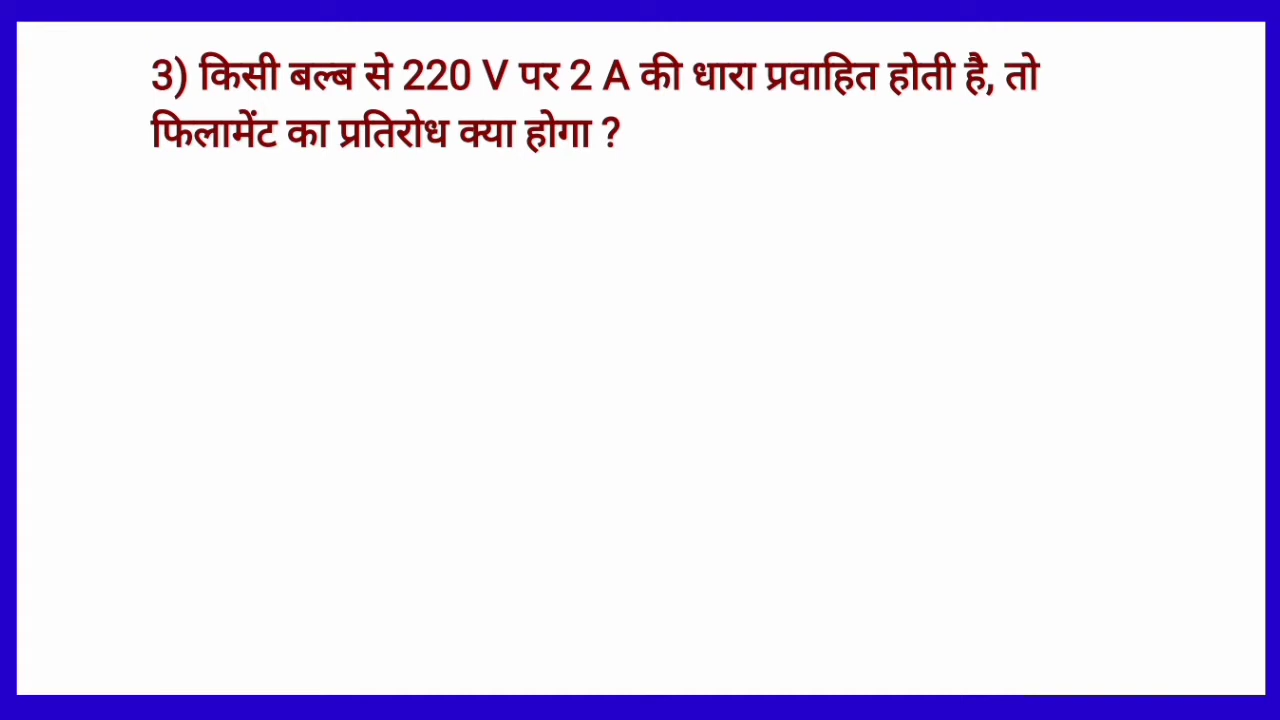 3) किसी बल्ब से 220 V पर 2 A की धारा प्रवाहित होती है, तो
फिलामेंट का प्रतिरोध क्या होगा ?